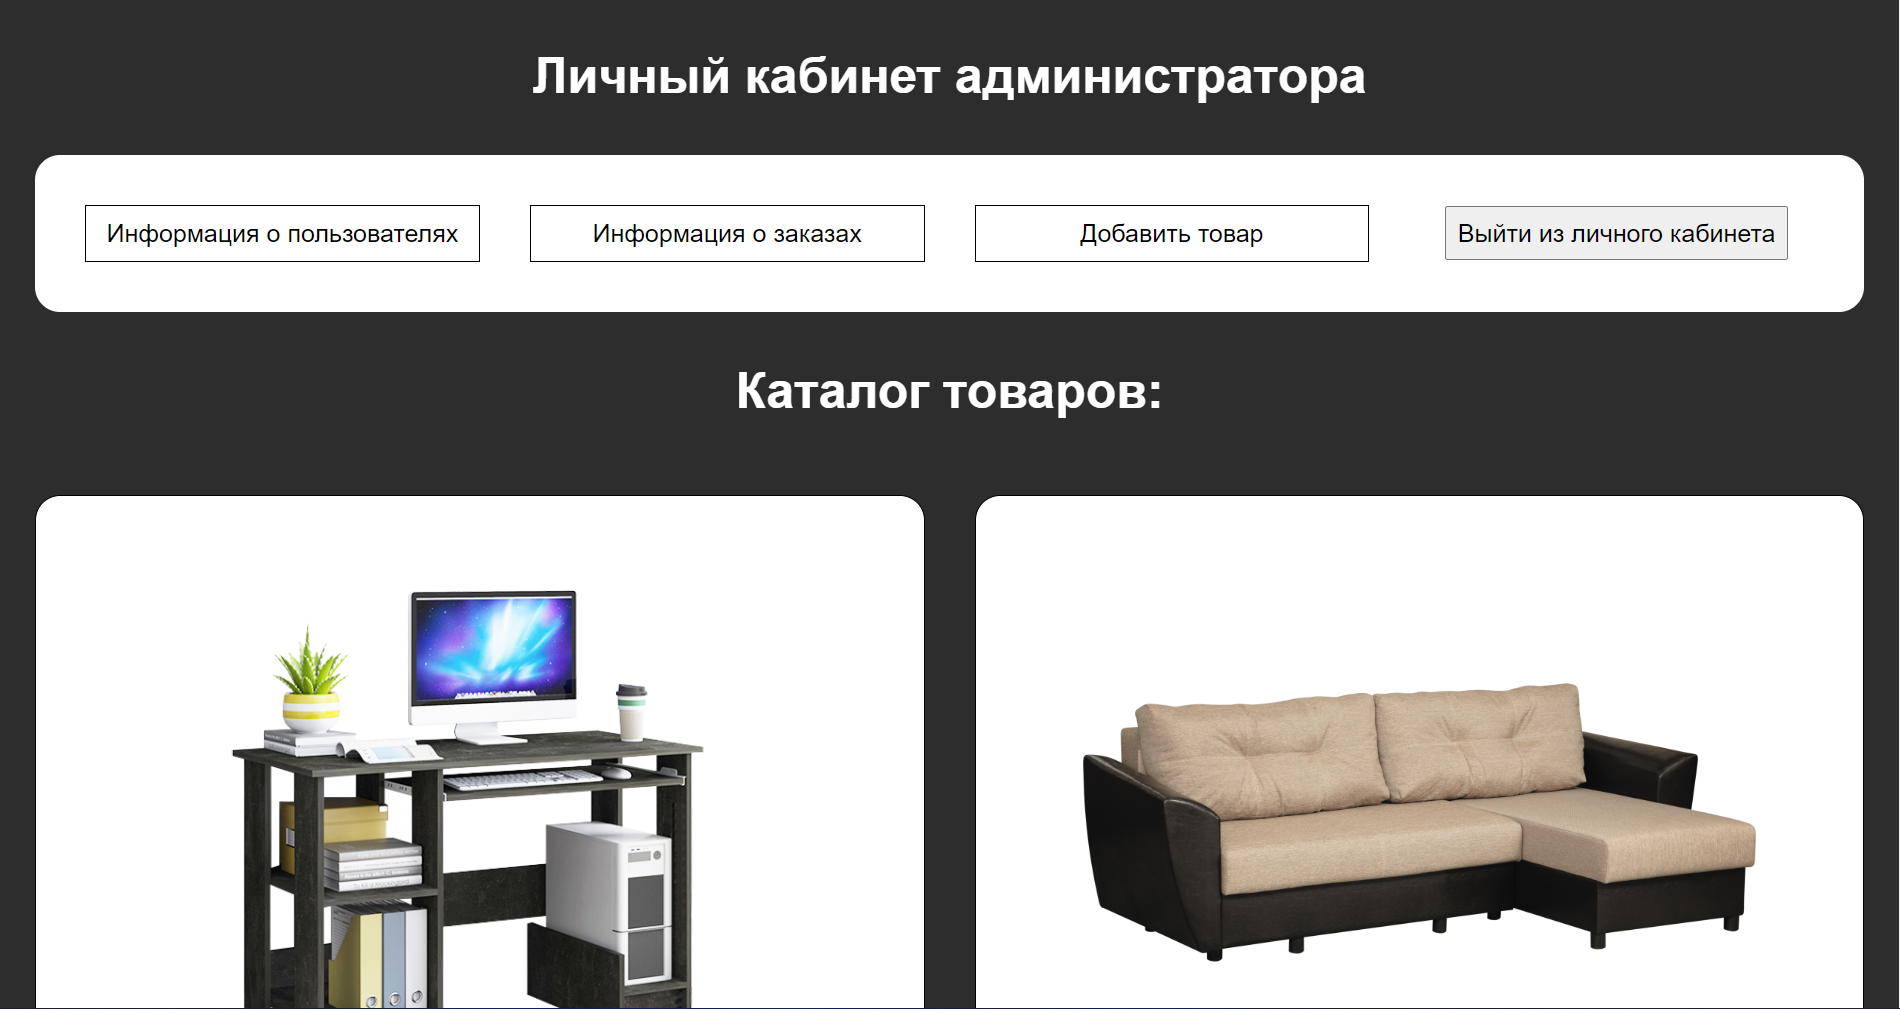 Личный кабинет администратора
Информация о пользователях
Информация о заказах
Добавить товар
Выйти из личного кабинета
Каталог товаров: